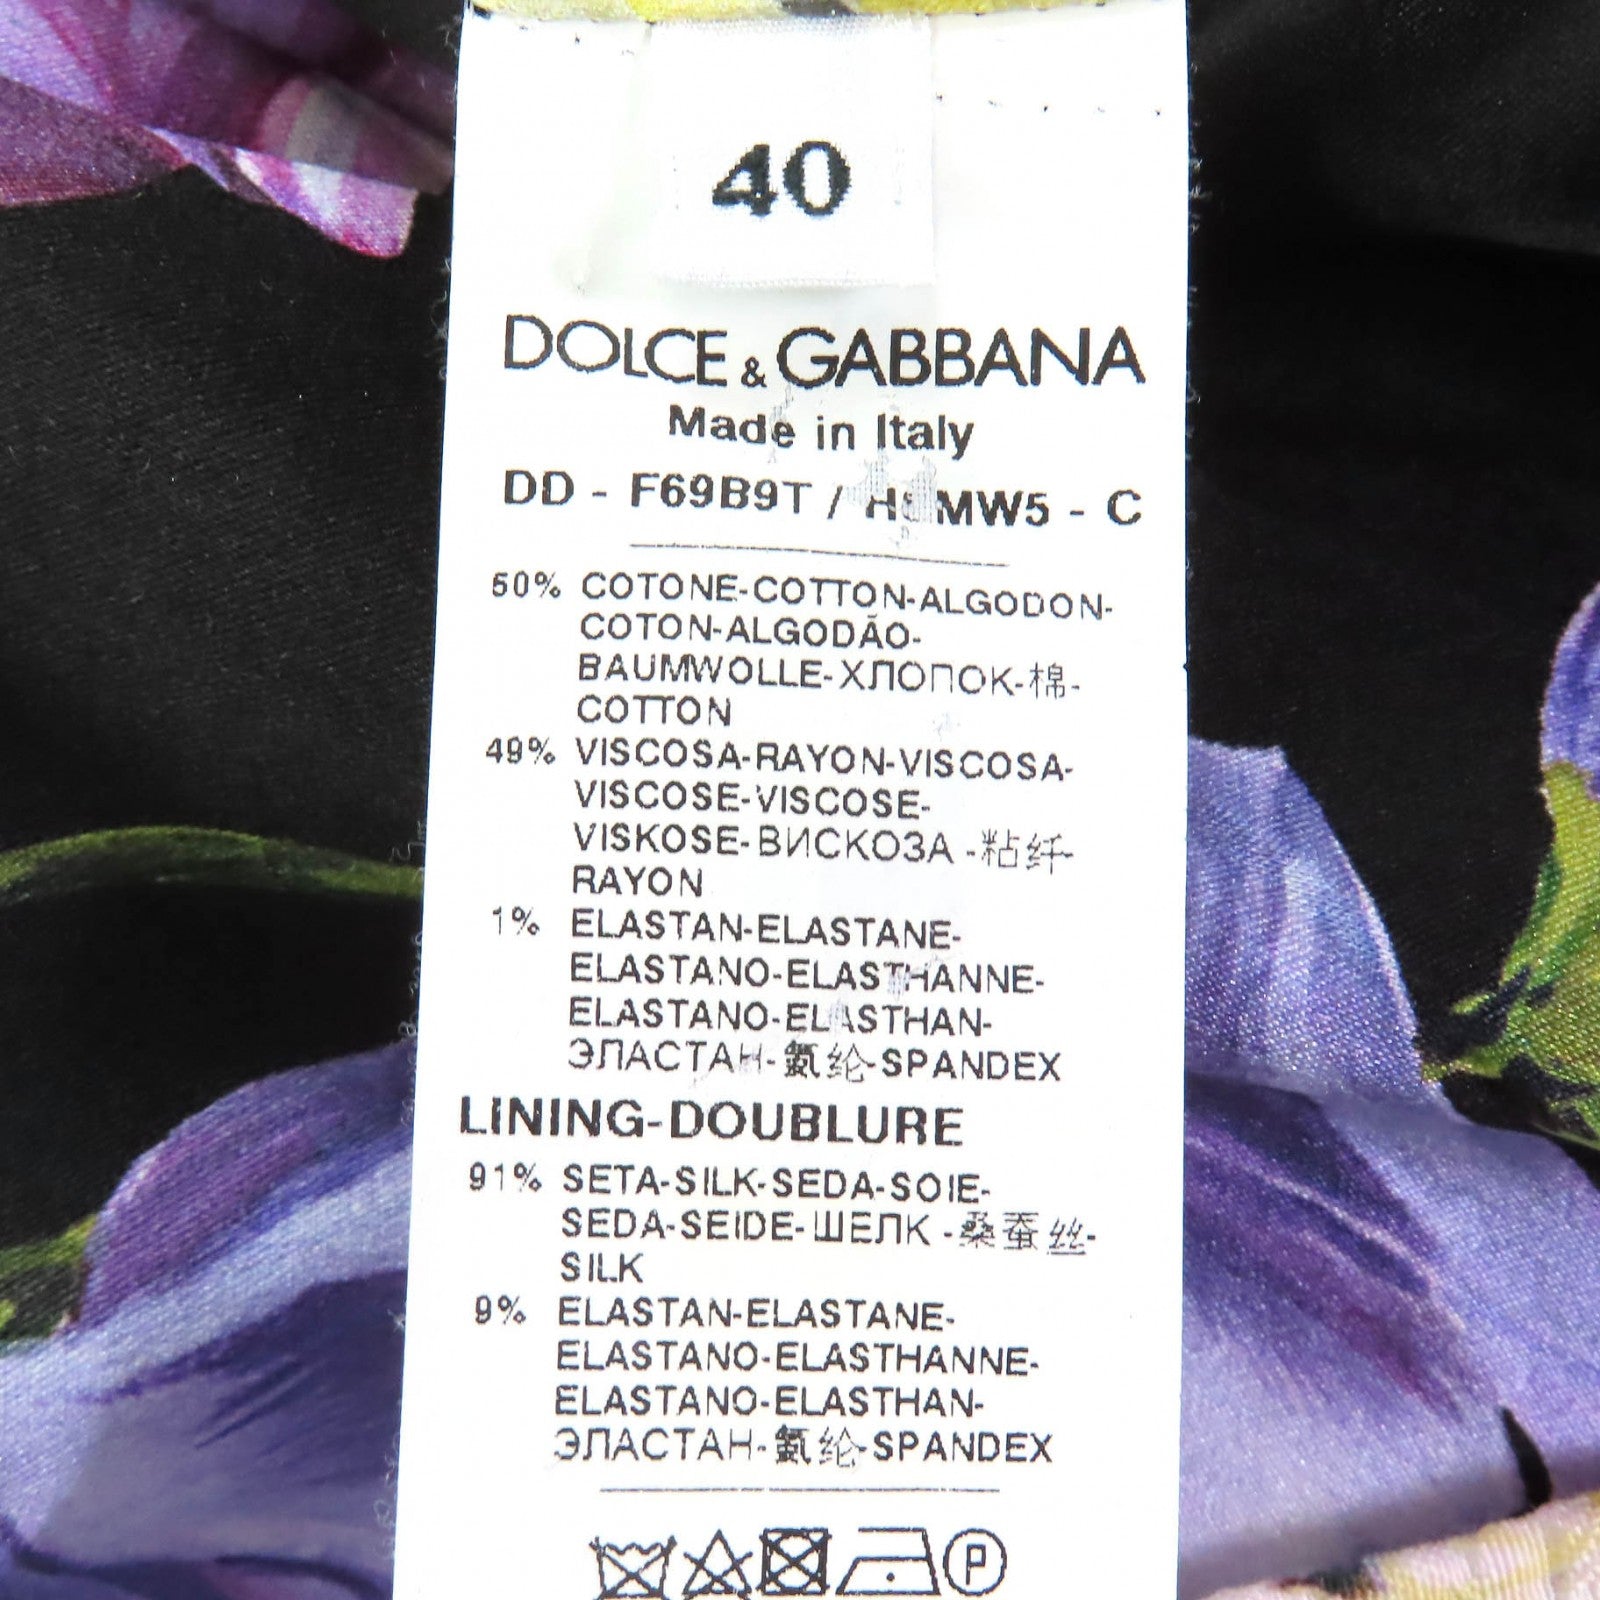 40
DOLCE & GABBANA
Made in Italy
DD - F69B9T / MW5 - C
50% COTONE-COTTON-ALGODON-
COTON-ALGODÃO-
BAUMWOLLE-ХЛОПОК-棉-
COTTON
49% VISCOSA-RAYON-VISCOSA-
VISCOSE-VISCOSE-
VISKOSE-ВИСКОЗА -粘纤-
RAYON
1% ELASTAN-ELASTANE-
ELASTANO-ELASTHANNE-
ELASTANO-ELASTHAN-
ЭЛАСТАН-氨纶-SPANDEX
LINING-DOUBLURE
91% SETA-SILK-SEDA-SOIE-
SEDA-SEIDE-ШЕЛК -桑蚕丝-
SILK
9% ELASTAN-ELASTANE-
ELASTANO-ELASTHANNE-
ELASTANO-ELASTHAN-
ЭЛАСТАН-氨纶-SPANDEX
P